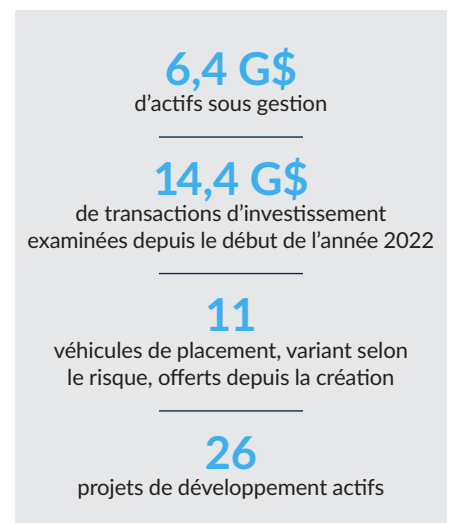 6,4 G$
d'actifs sous gestion
14,4 G$
de transactions d'investissement
examinées depuis le début de l'année 2022
11
véhicules de placement, variant selon
le risque, offerts depuis la création
26
projets de développement actifs